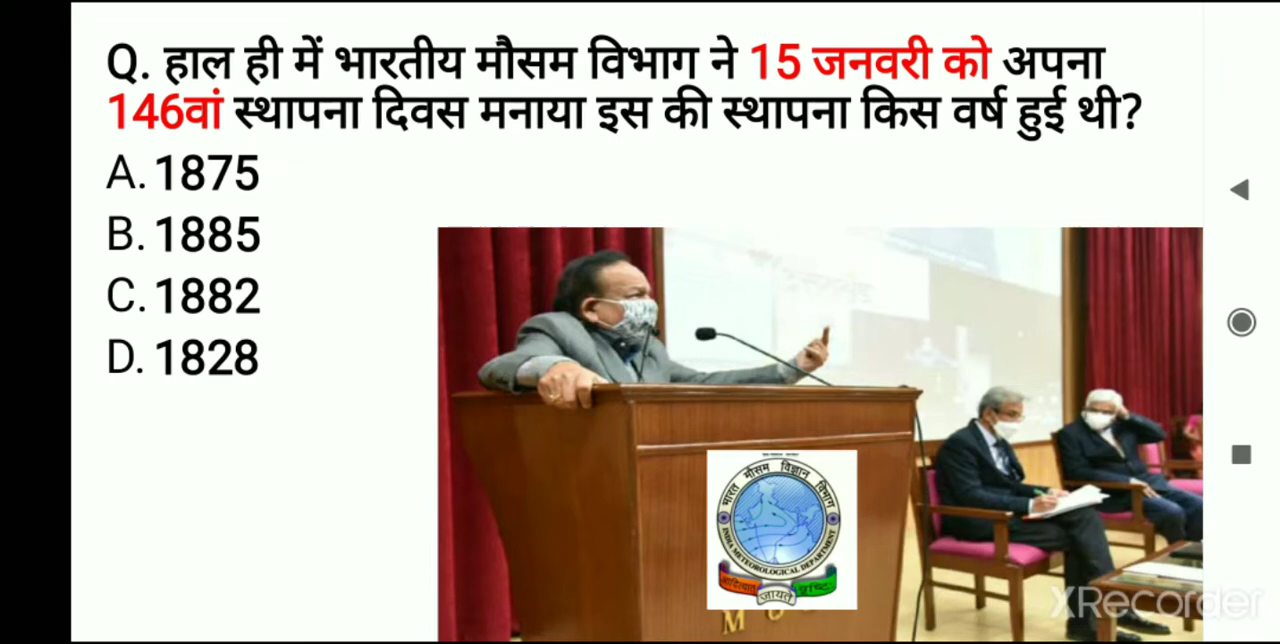 Q. हाल ही में भारतीय मौसम विभाग ने 15 जनवरी को अपना
146वां स्थापना दिवस मनाया इस की स्थापना किस वर्ष हुई थी?
A. 1875
B. 1885
C. 1882
D. 1828
भारत मौसम विज्ञान विभाग
INDIA METEOROLOGICAL DEPARTMENT
जायते
XRecorder